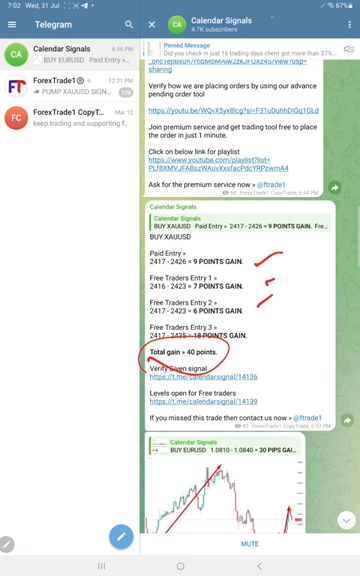 7:02 Wed, 31 Jul
67%
Telegram
Calendar Signals
4.7K subscribers
CA
Calendar Signals
6:56 PM
BUY EURUSD Paid Entry »
ForexTrade1
12:31 PM
PUMP XAUUSD SIGN
FC
ForexTrade1 CopyT
Mar 12
keep trading and supporting f
Pinned Message
Did you check in just 16 trading days client got more than 37%
sharing
Verify how we are placing orders by using our advance pending order tool
https://youtu.be/WQvX5yx8lcg?si=F31uDuhhDlGq1GLd
Join premium service and get trading tool free to place the order in just 1 minute.
Click on below link for playlist
https://www.youtube.com/playlist?list=
Ask for the premium service now » @ftrade1
ForexTrade1 CopyTrade, 6:44 PM
Calendar Signals
Calendar Signals
BUY XAUUSD Paid Entry » 2417 - 2426 = 9 POINTS GAIN. Fre...
BUY XAUUSD
Paid Entry »
2417 - 2426 = 9 POINTS GAIN.
Free Traders Entry 1 »
2416 - 2423 = 7 POINTS GAIN.
Free Traders Entry 2 »
2417 - 2423 = 6 POINTS GAIN.
Free Traders Entry 3 »
2417 - 2435 = 18 POINTS GAIN.
Total gain » 40 points.
Verify Given signal
https://t.me/calendarsignal/14136
Levels open for Free traders
https://t.me/calendarsignal/14139
If you missed this trade then contact us now » @ftrade1
43 ForexTrade1 CopyTrade, 6:52 PM
Calendar Signals
BUY EURUSD 1.0810 - 1.0840 = 30 PIPS GAI...
MUTE